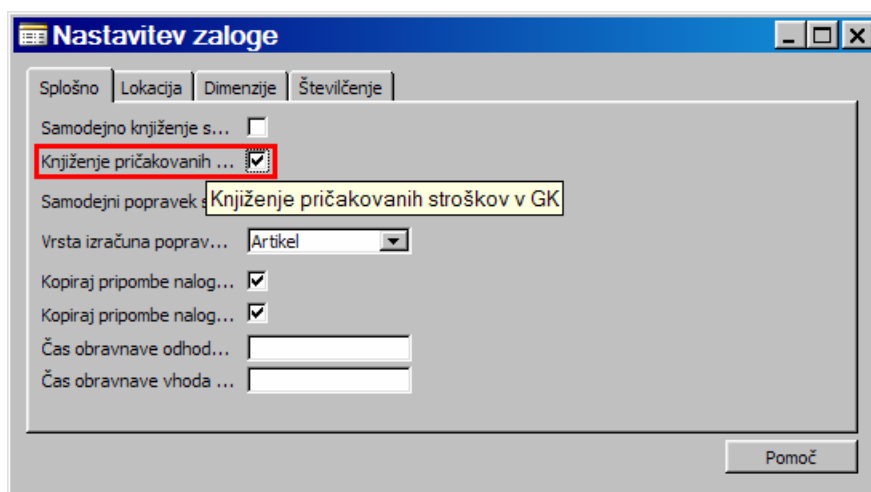 Nastavitev zaloge
Splošno Lokacija Dimenzije Številčenje
Samodejno knjiženje s...
Knjiženje pričakovanih ...
Samodejni popravek s
Knjiženje pričakovanih stroškov v GK
Vrsta izračuna poprav... Artikel
Kopiraj pripombe nalog...
Kopiraj pripombe nalog...
Čas obravnave odhod...
Čas obravnave vhoda ...
Pomoč